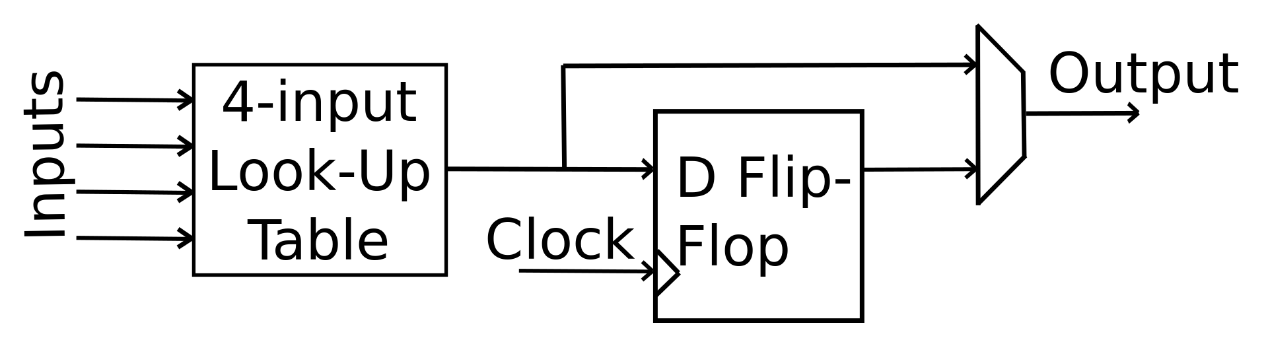 Inputs
4-input
Look-Up
Table
Clock
D Flip-
Flop
Output